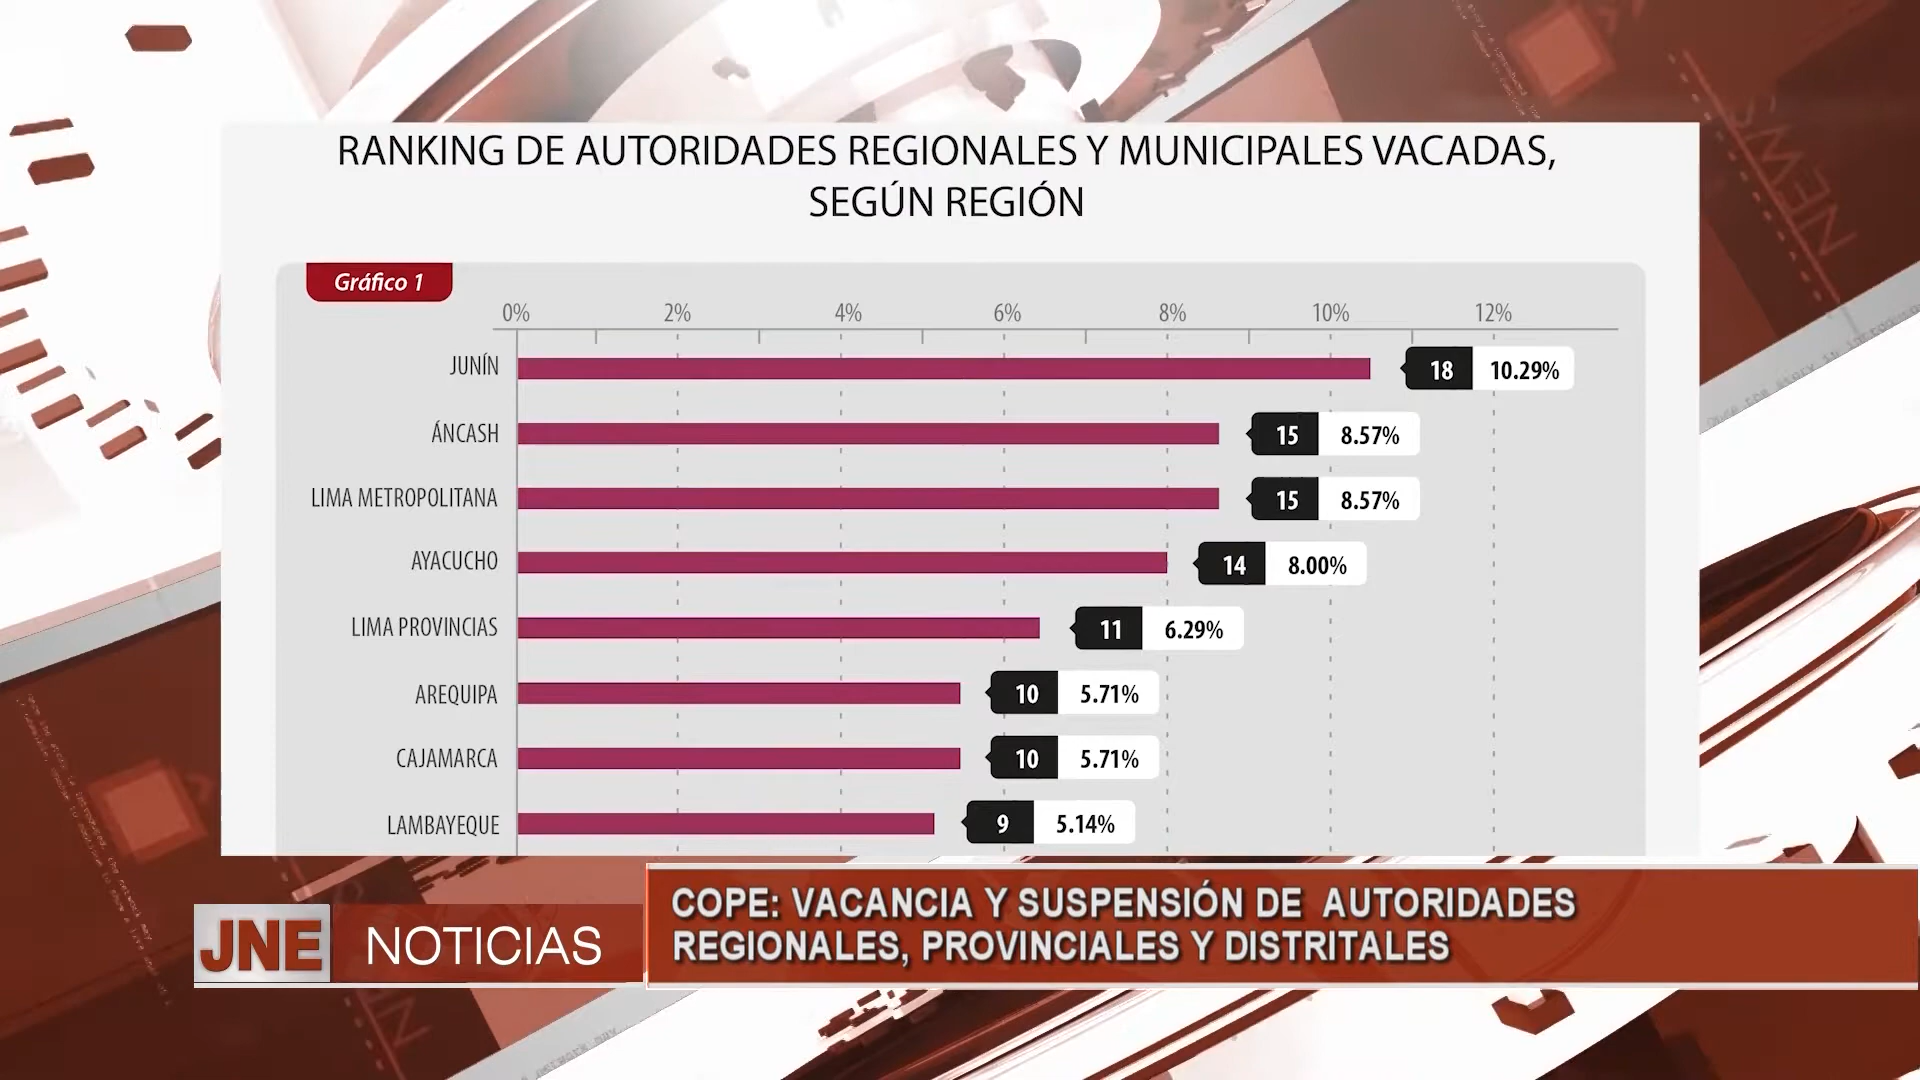 RANKING DE AUTORIDADES REGIONALES Y MUNICIPALES VACADAS,
SEGÚN REGIÓN
Gráfico 1
0% 2% 4% 6% 8% 10% 12%
JUNÍN 18 10.29%
ÁNCASH 15 8.57%
LIMA METROPOLITANA 15 8.57%
AYACUCHO 14 8.00%
LIMA PROVINCIAS 11 6.29%
AREQUIPA 10 5.71%
CAJAMARCA 10 5.71%
LAMBAYEQUE 9 5.14%
COPE: VACANCIA Y SUSPENSIÓN DE AUTORIDADES
REGIONALES, PROVINCIALES Y DISTRITALES
JNE NOTICIAS
NEWS